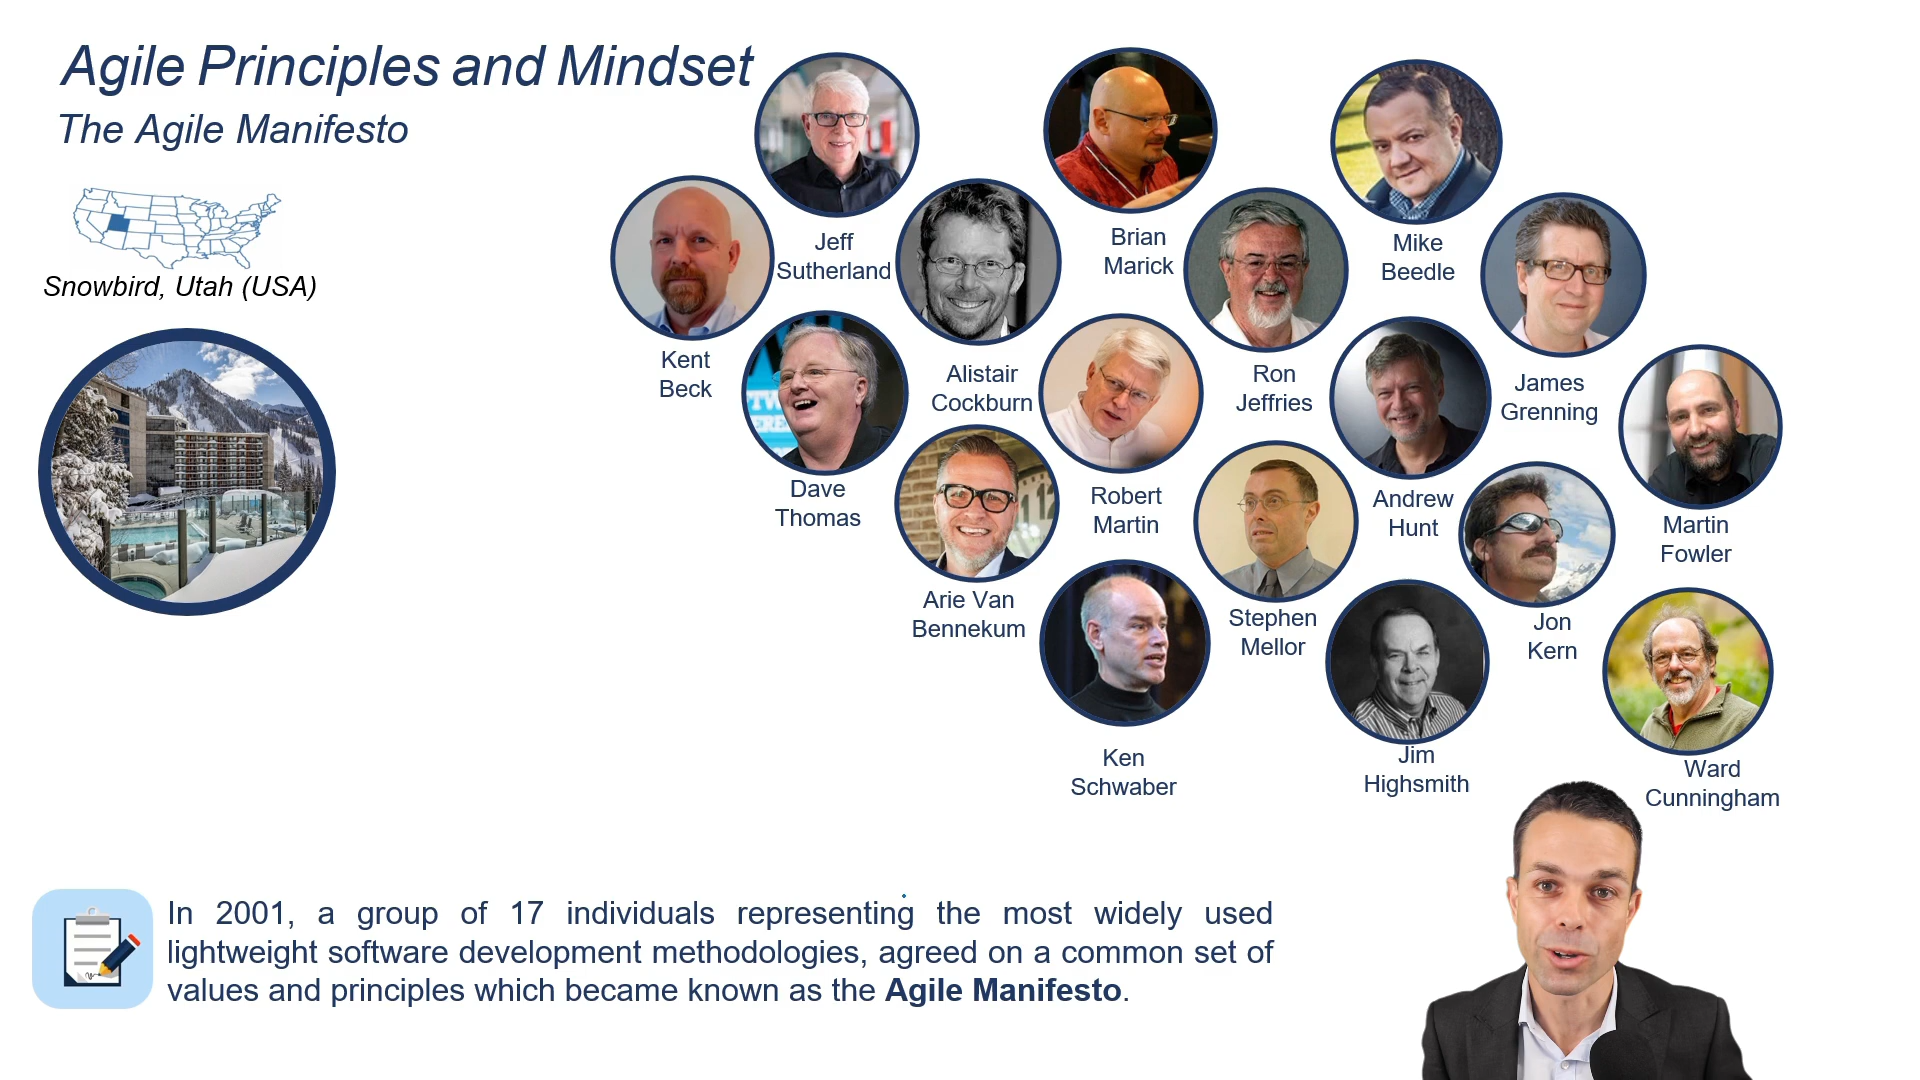 Agile Principles and Mindset
The Agile Manifesto
Snowbird, Utah (USA)
Jeff
Sutherland
Brian
Marick
Mike
Beedle
Kent
Beck
Alistair
Cockburn
Ron
Jeffries
James
Grenning
Dave
Thomas
Robert
Martin
Andrew
Hunt
Martin
Fowler
Arie Van
Bennekum
Stephen
Mellor
Jon
Kern
Ken
Schwaber
Jim
Highsmith
Ward
Cunningham
In 2001, a group of 17 individuals representing the most widely used
lightweight software development methodologies, agreed on a common set of
values and principles which became known as the Agile Manifesto.